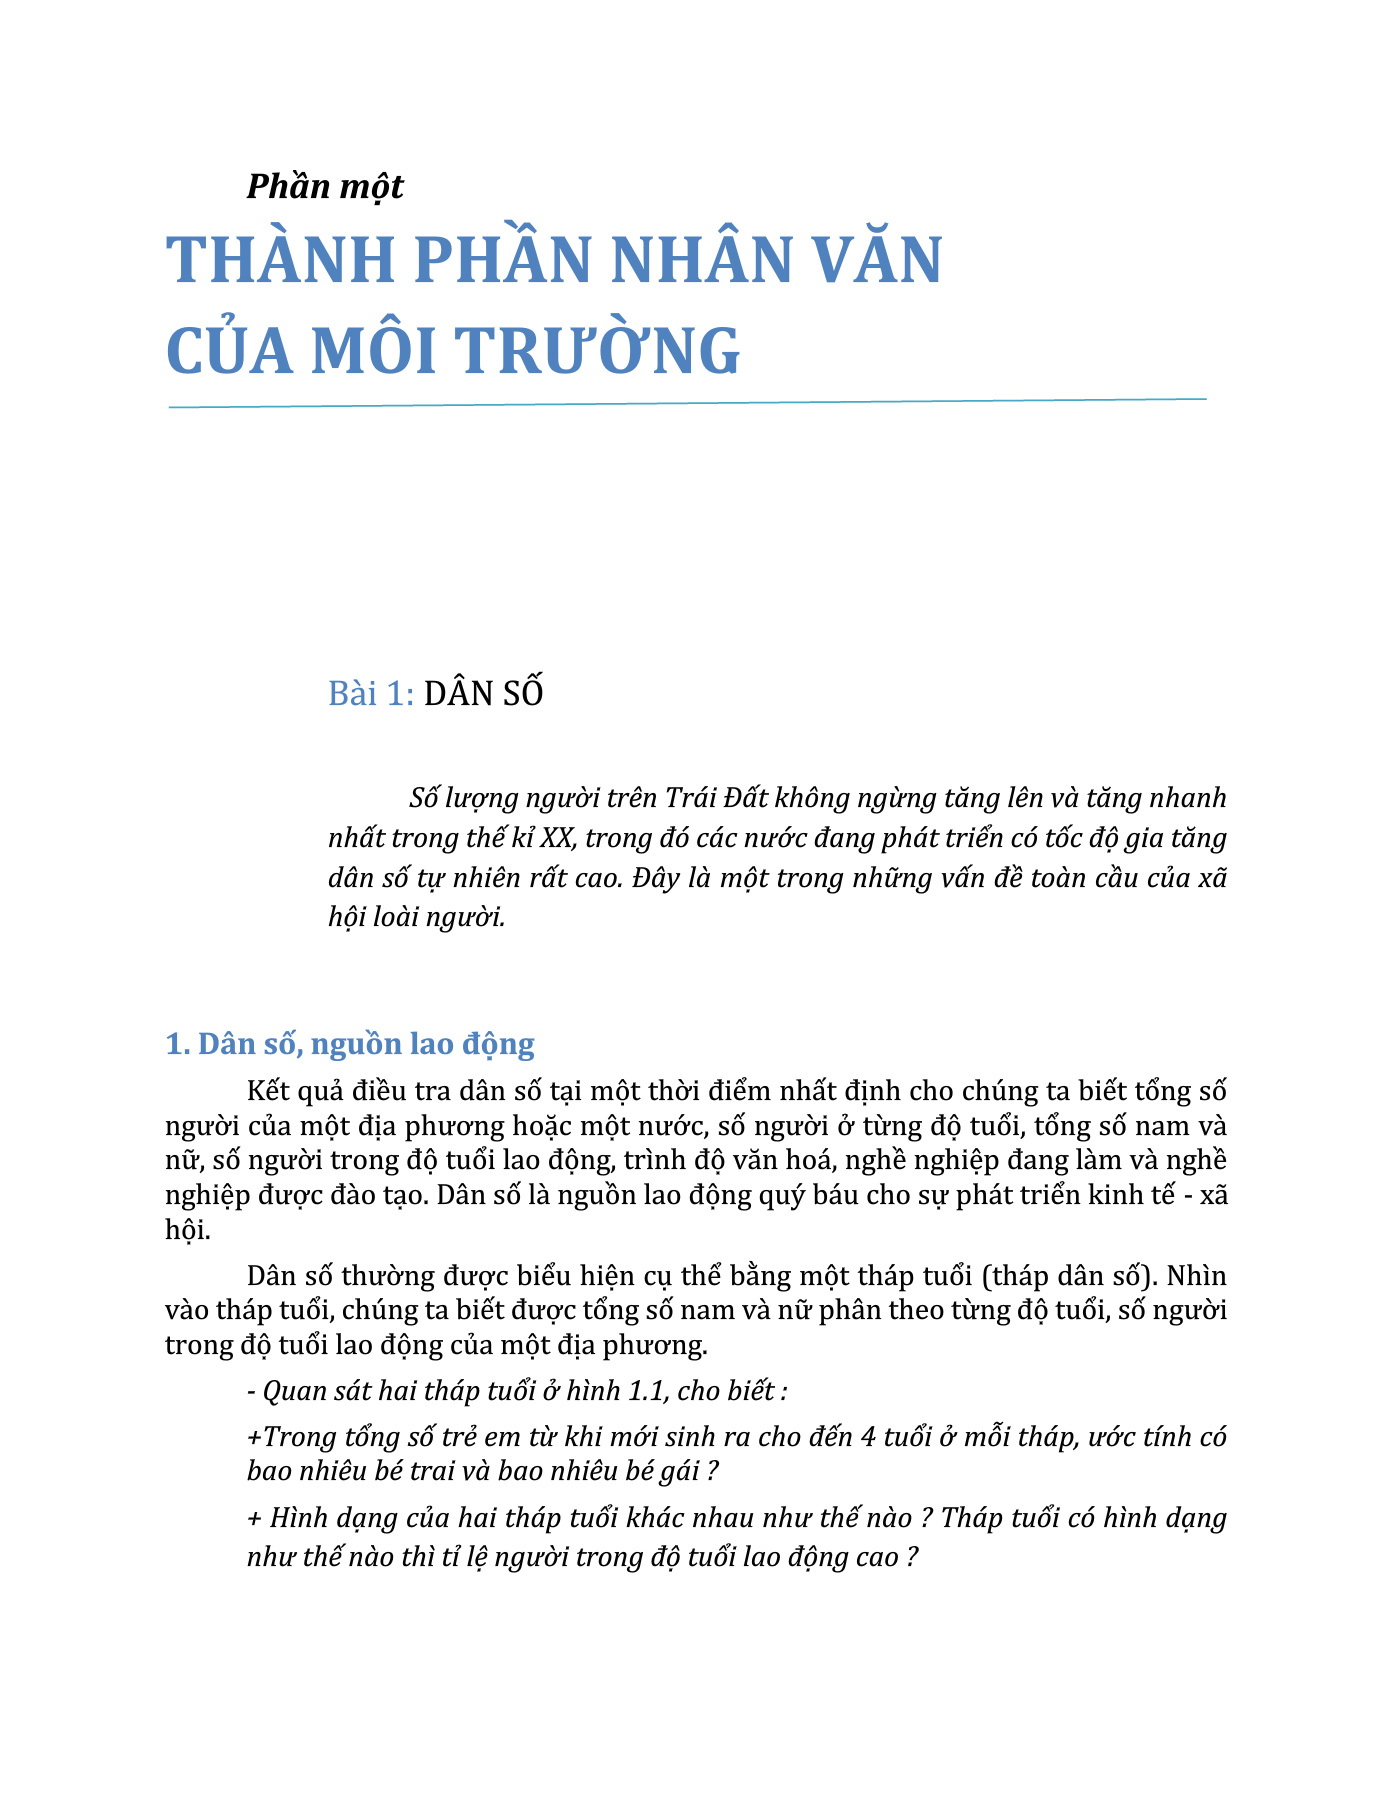 Phần một
THÀNH PHẦN NHÂN VĂN
CỦA MÔI TRƯỜNG
Bài 1: DÂN SỐ
Số lượng người trên Trái Đất không ngừng tăng lên và tăng nhanh
nhất trong thế kỉ XX, trong đó các nước đang phát triển có tốc độ gia tăng
dân số tự nhiên rất cao. Đây là một trong những vấn đề toàn cầu của xã
hội loài người.
1. Dân số, nguồn lao động
Kết quả điều tra dân số tại một thời điểm nhất định cho chúng ta biết tổng số
người của một địa phương hoặc một nước, số người ở từng độ tuổi, tổng số nam và
nữ, số người trong độ tuổi lao động, trình độ văn hoá, nghề nghiệp đang làm và nghề
nghiệp được đào tạo. Dân số là nguồn lao động quý báu cho sự phát triển kinh tế - xã
hội.
Dân số thường được biểu hiện cụ thể bằng một tháp tuổi (tháp dân số). Nhìn
vào tháp tuổi, chúng ta biết được tổng số nam và nữ phân theo từng độ tuổi, số người
trong độ tuổi lao động của một địa phương.
- Quan sát hai tháp tuổi ở hình 1.1, cho biết :
+Trong tổng số trẻ em từ khi mới sinh ra cho đến 4 tuổi ở mỗi tháp, ước tính có
bao nhiêu bé trai và bao nhiêu bé gái ?
+ Hình dạng của hai tháp tuổi khác nhau như thế nào ? Tháp tuổi có hình dạng
như thế nào thì tỉ lệ người trong độ tuổi lao động cao ?